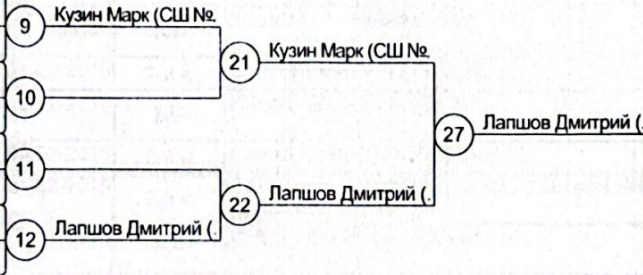 9 Кузин Марк (СШ №.
21 Кузин Марк (СШ №.
10
27 Лапшов Дмитрий (.
11
22 Лапшов Дмитрий (.
12 Лапшов Дмитрий (.